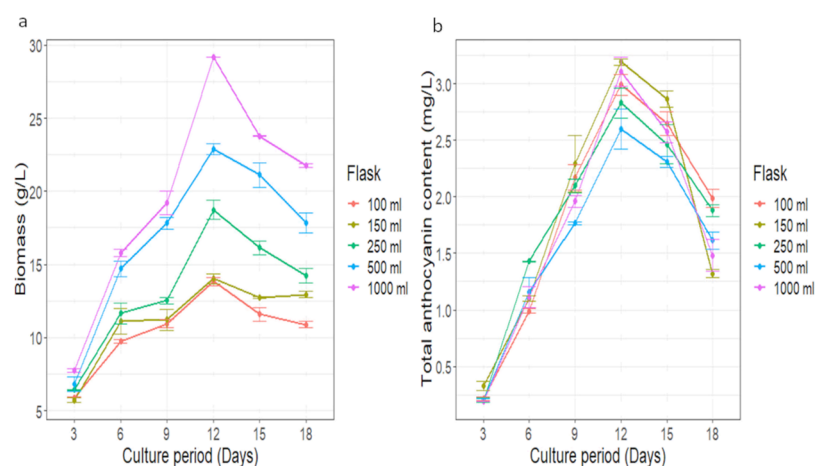 a
Biomass (g/L)
30
25
20
15
10
5
3 6 9 12 15 18
Culture period (Days)
Flask
100 ml
150 ml
250 ml
500 ml
1000 ml
b
Total anthocyanin content (mg/L)
3.0
2.5
2.0
1.5
1.0
0.5
3 6 9 12 15 18
Culture period (Days)
Flask
100 ml
150 ml
250 ml
500 ml
1000 ml